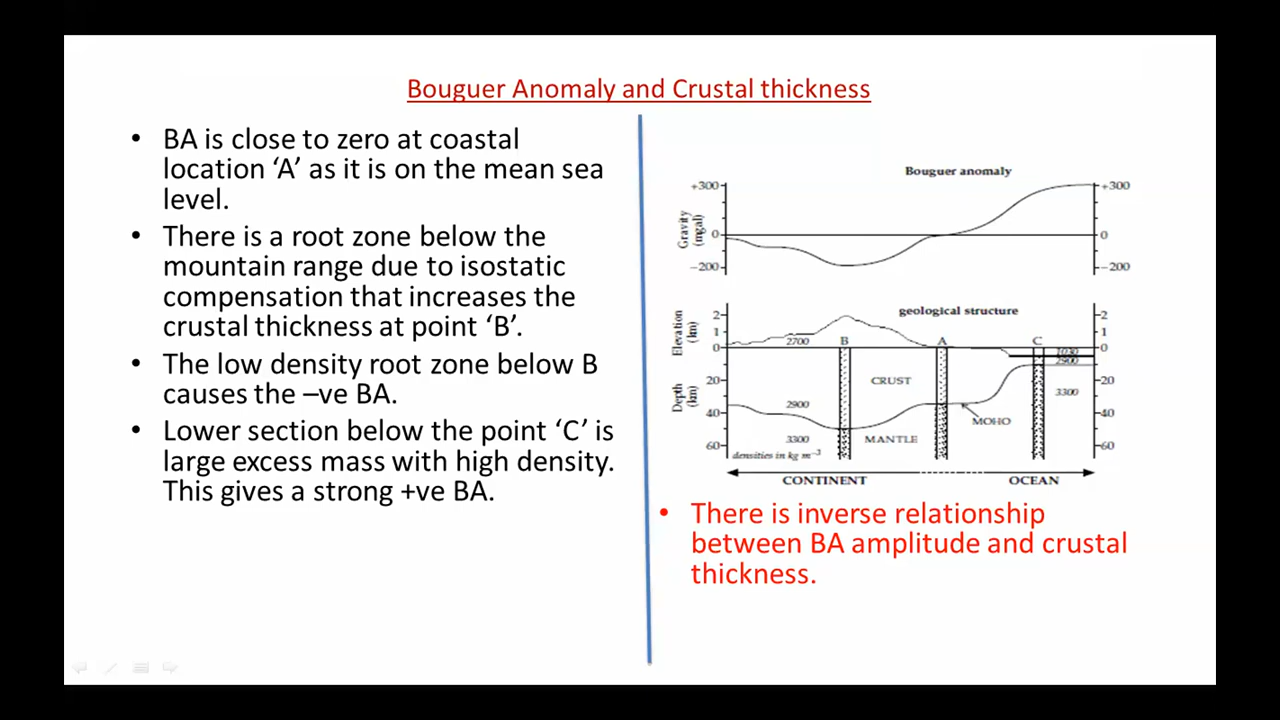 Bouguer Anomaly and Crustal thickness
• BA is close to zero at coastal
location ‘A’ as it is on the mean sea
level.
• There is a root zone below the
mountain range due to isostatic
compensation that increases the
crustal thickness at point ‘B’.
• The low density root zone below B
causes the –ve BA.
• Lower section below the point ‘C’ is
large excess mass with high density.
This gives a strong +ve BA.
Bouguer anomaly
Gravity
(mgal)
+300 +300
0 0
−200 −200
geological structure
Elevation
(km)
2 2
1 1
0 0
2700 B A C
1030
2900
CRUST
3300
Depth
(km)
20 20
40 40
60 60
2900
MOHO
3300 MANTLE
densities in kg m⁻³
CONTINENT OCEAN
• There is inverse relationship
between BA amplitude and crustal
thickness.